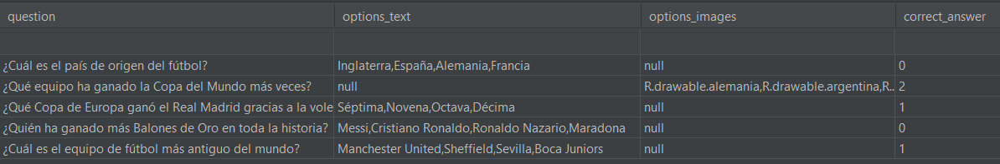 question options_text options_images correct_answer
¿Cuál es el país de origen del fútbol? Inglaterra,España,Alemania,Francia null 0
¿Qué equipo ha ganado la Copa del Mundo más veces? null R.drawable.alemania,R.drawable.argentina,R... 2
¿Qué Copa de Europa ganó el Real Madrid gracias a la vole Séptima,Novena,Octava,Décima null 1
¿Quién ha ganado más Balones de Oro en toda la historia? Messi,Cristiano Ronaldo,Ronaldo Nazario,Maradona null 0
¿Cuál es el equipo de fútbol más antiguo del mundo? Manchester United,Sheffield,Sevilla,Boca Juniors null 1